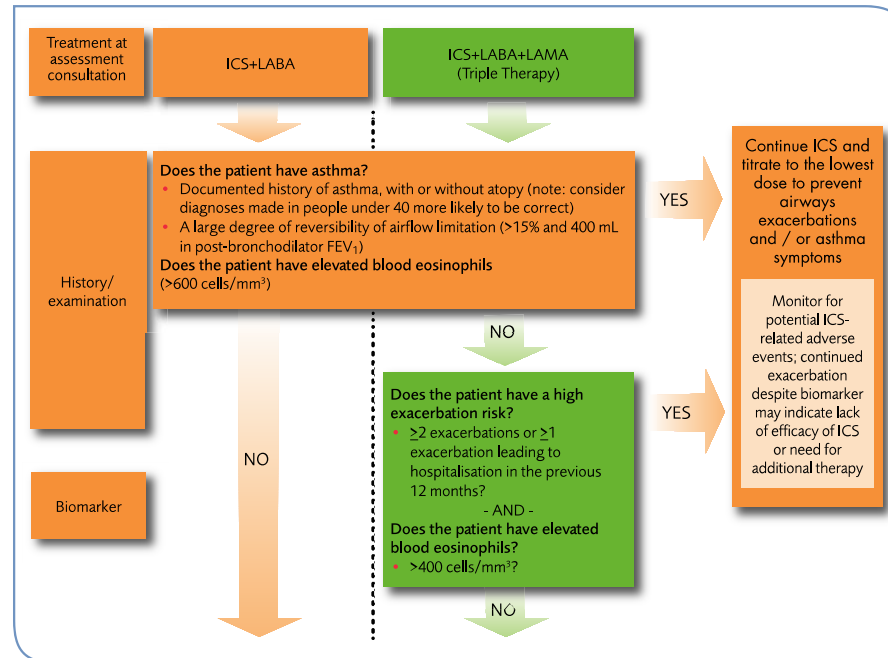 Treatment at
assessment
consultation
ICS+LABA
ICS+LABA+LAMA
(Triple Therapy)
History/
examination
Does the patient have asthma?
• Documented history of asthma, with or without atopy (note: consider
diagnoses made in people under 40 more likely to be correct)
• A large degree of reversibility of airflow limitation (>15% and 400 mL
in post-bronchodilator FEV₁)
Does the patient have elevated blood eosinophils
(>600 cells/mm³)
YES
Continue ICS and
titrate to the lowest
dose to prevent
airways
exacerbations
and / or asthma
symptoms
Monitor for
potential ICS-
related adverse
events; continued
exacerbation
despite biomarker
may indicate lack
of efficacy of ICS
or need for
additional therapy
NO
NO
Does the patient have a high
exacerbation risk?
• ≥2 exacerbations or ≥1
exacerbation leading to
hospitalisation in the previous
12 months?
- AND -
Does the patient have elevated
blood eosinophils?
• >400 cells/mm³?
YES
Biomarker
NO